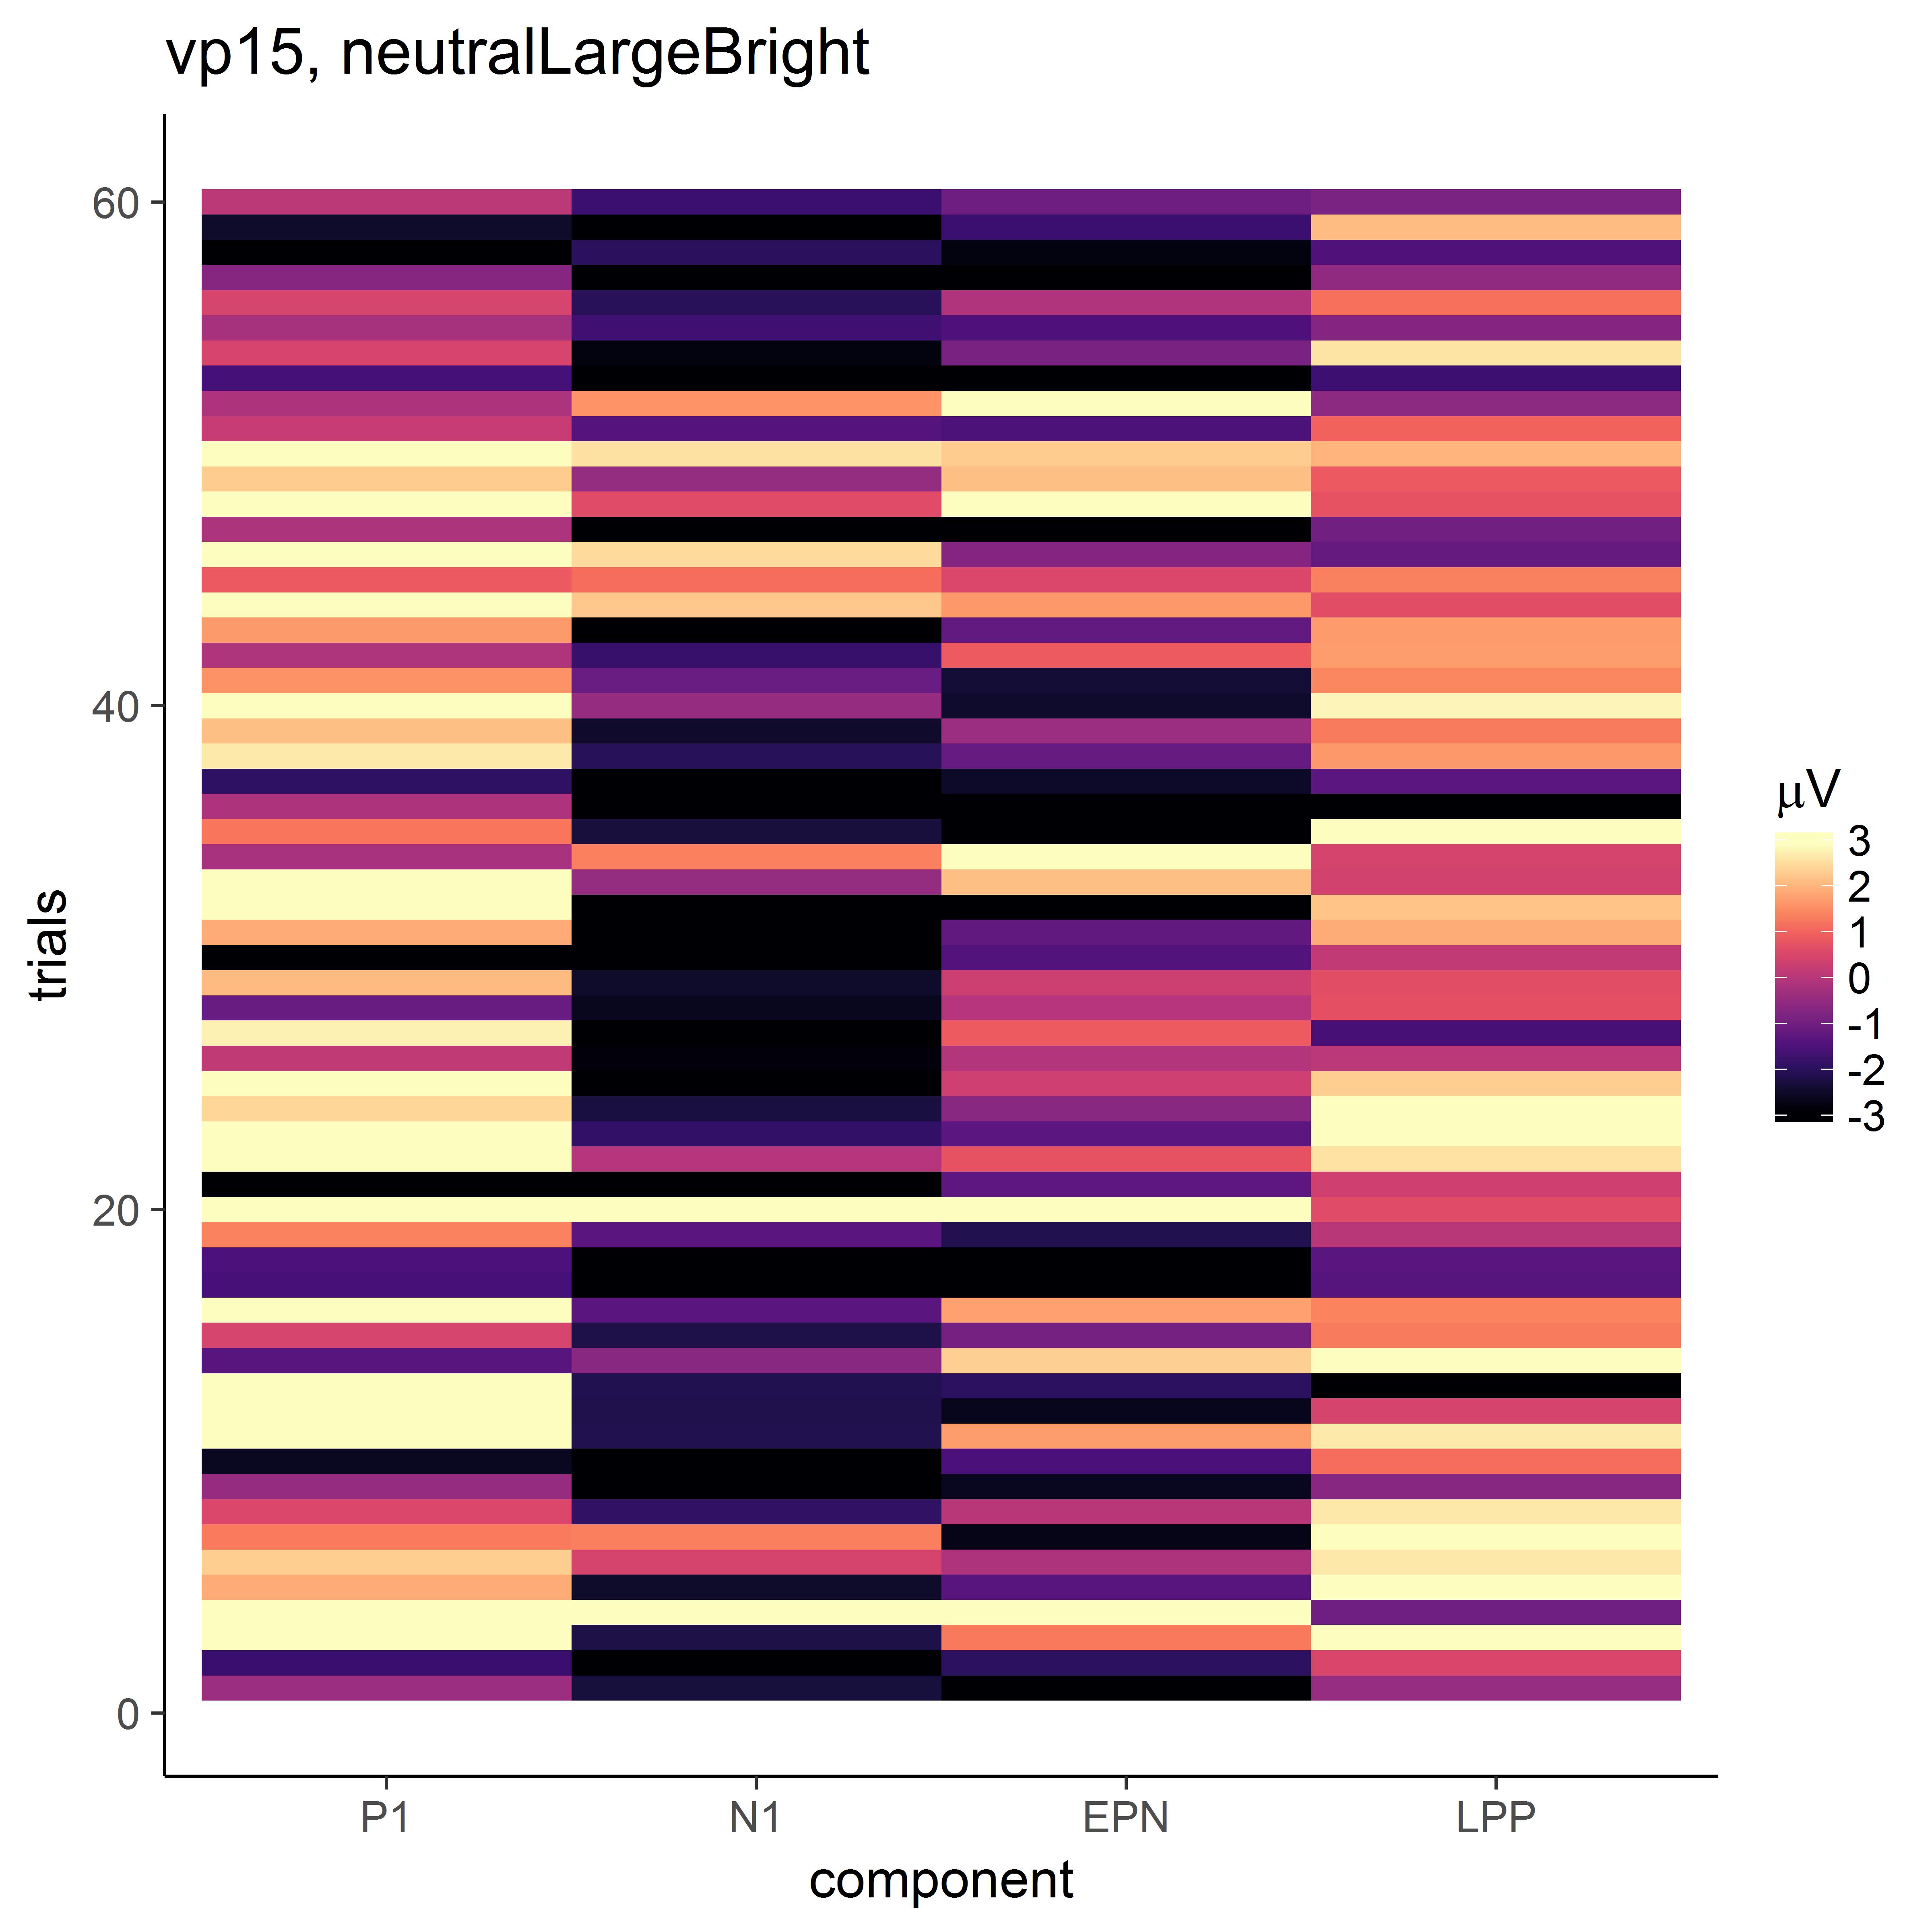 vp15, neutralLargeBright
60
40
20
0
trials
P1 N1 EPN LPP
component
μV
3
2
1
0
-1
-2
-3